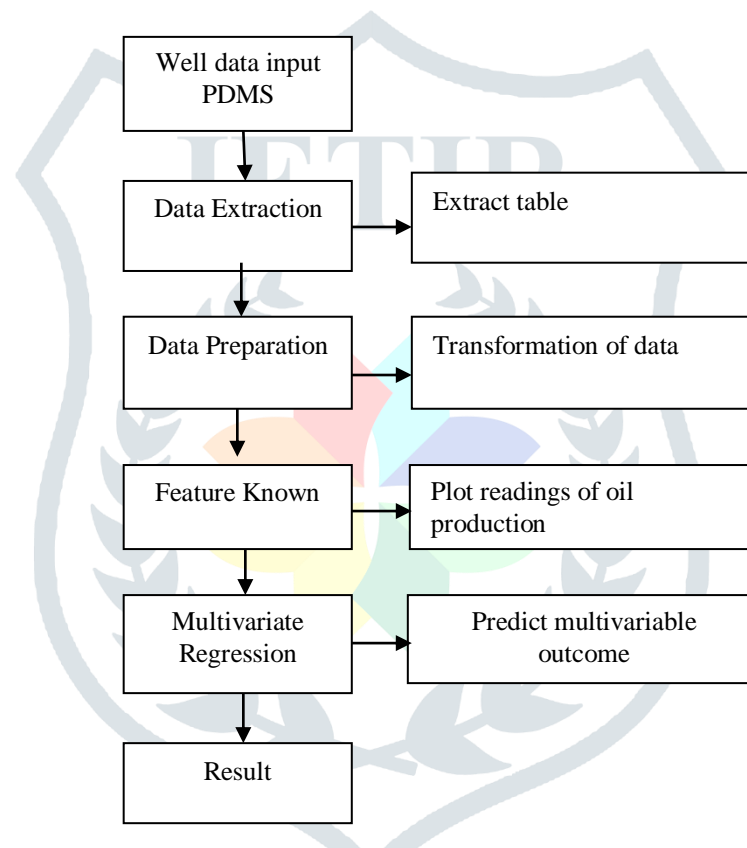 Well data input
PDMS
JETIR
Data Extraction
Extract table
Data Preparation
Transformation of data
Feature Known
Plot readings of oil
production
Multivariate
Regression
Predict multivariable
outcome
Result